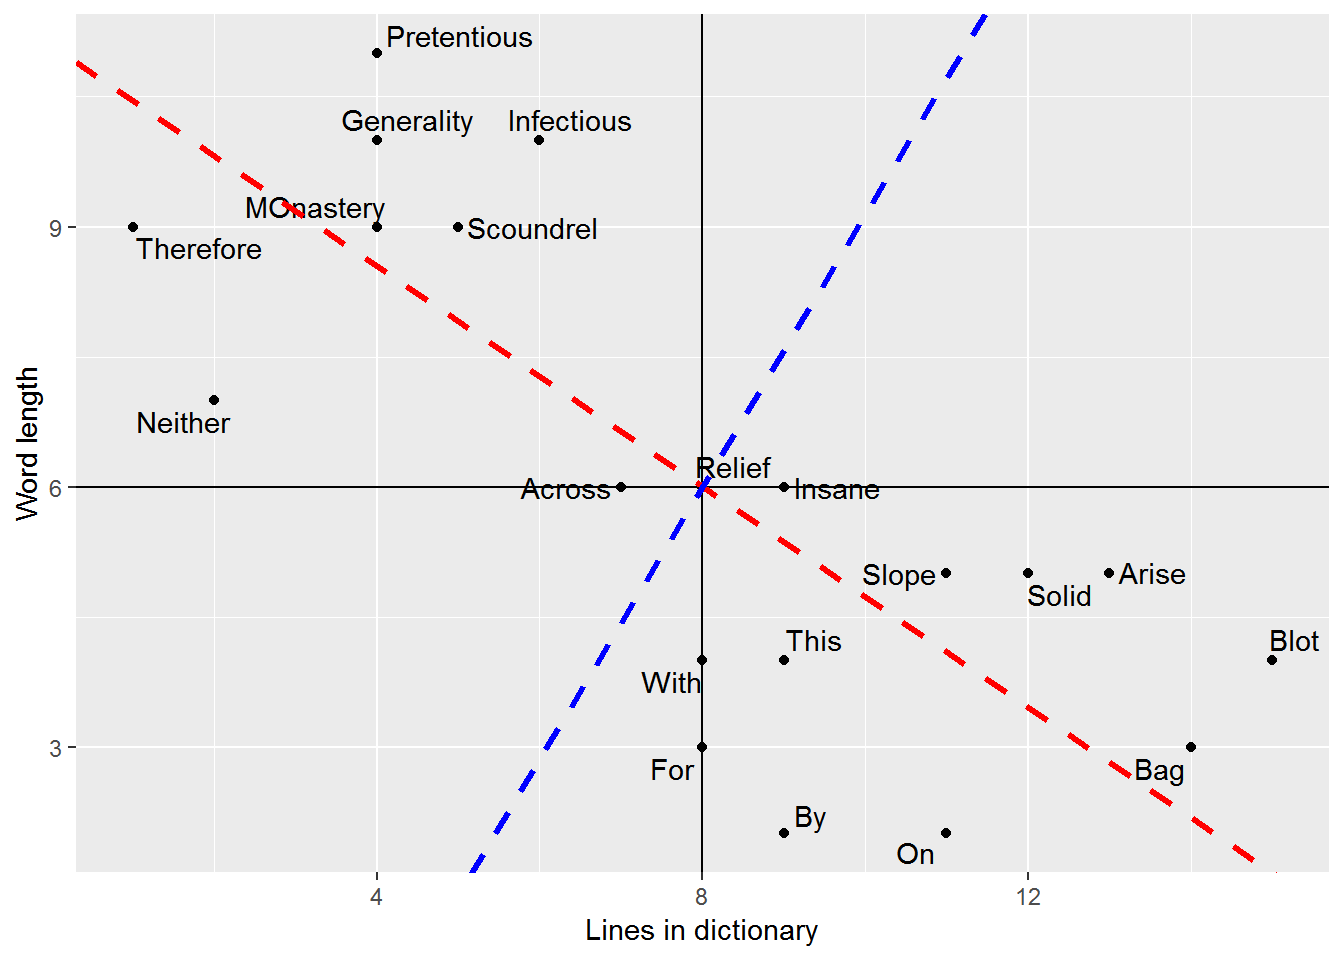 Pretentious
Generality
Infectious
MOnastery
Scoundrel
Therefore
Neither
Relief
Across
Insane
Slope
Solid
Arise
This
Blot
With
For
Bag
By
On
9
6
3
4
8
12
Word length
Lines in dictionary